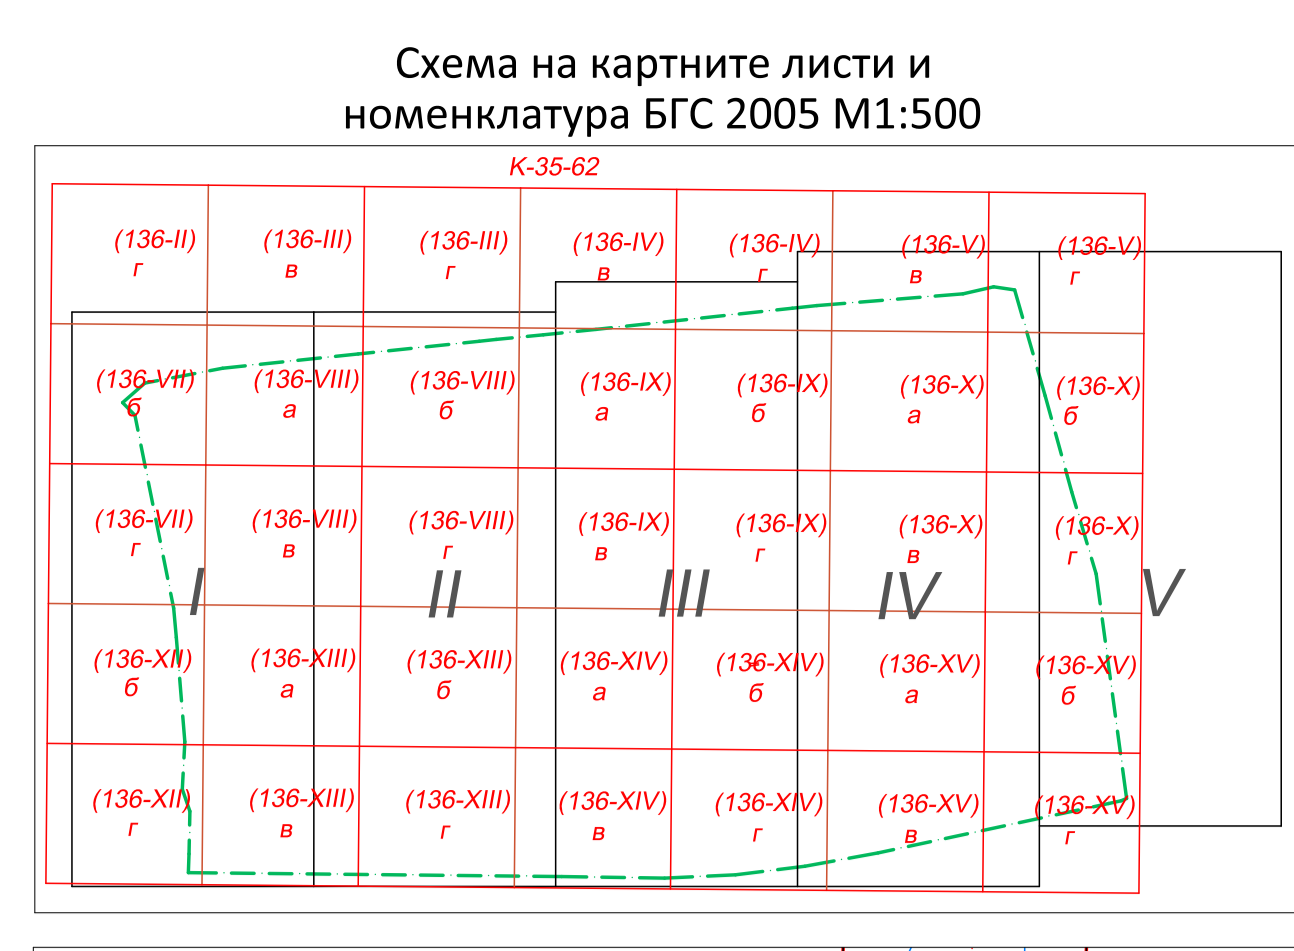 Схема на картните листи и
номенклатура БГС 2005 М1:500
К-35-62
(136-II) (136-III) (136-III) (136-IV) (136-IV) (136-V) (136-V)
г в г в г в г
(136-VII) (136-VIII) (136-VIII) (136-IX) (136-IX) (136-X) (136-X)
б а б а б а б
(136-VII) (136-VIII) (136-VIII) (136-IX) (136-IX) (136-X) (136-X)
г в г в г в г
I II III IV V
(136-XII) (136-XIII) (136-XIII) (136-XIV) (136-XIV) (136-XV) (136-XV)
б а б а б а б
(136-XII) (136-XIII) (136-XIII) (136-XIV) (136-XIV) (136-XV) (136-XV)
г в г в г в г